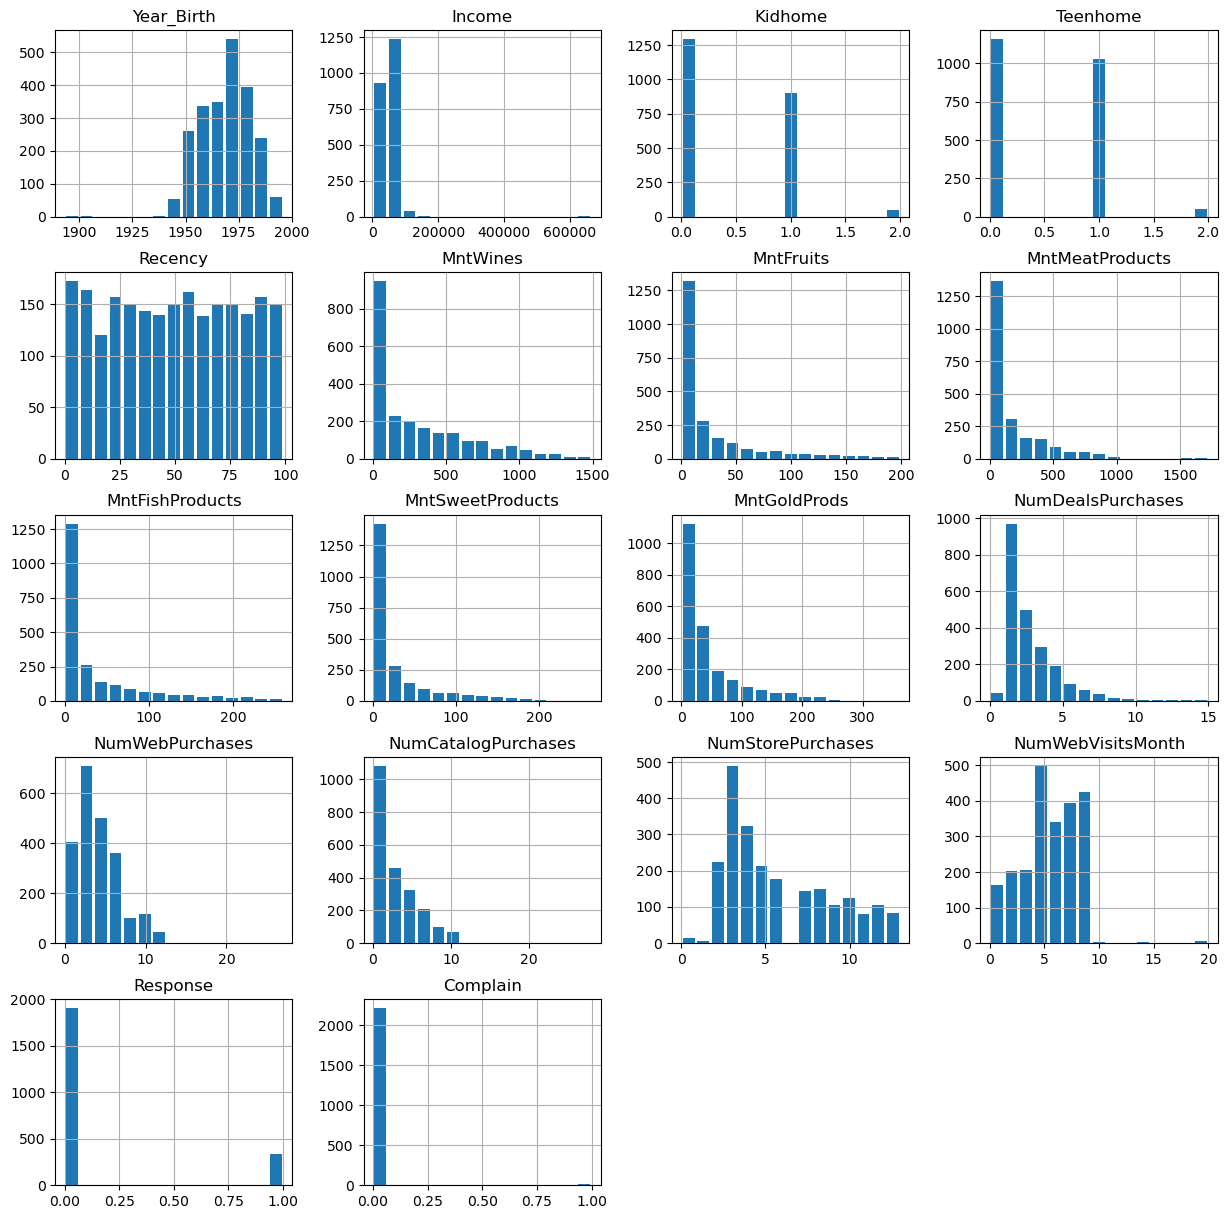 Year_Birth
500
400
300
200
100
0
1900 1925 1950 1975 2000
Income
1250
1000
750
500
250
0
0 200000 400000 600000
Kidhome
1250
1000
750
500
250
0
0.0 0.5 1.0 1.5 2.0
Teenhome
1000
800
600
400
200
0
0.0 0.5 1.0 1.5 2.0
Recency
150
100
50
0
0 25 50 75 100
MntWines
800
600
400
200
0
0 500 1000 1500
MntFruits
1250
1000
750
500
250
0
0 50 100 150 200
MntMeatProducts
1250
1000
750
500
250
0
0 500 1000 1500
MntFishProducts
1250
1000
750
500
250
0
0 100 200
MntSweetProducts
1250
1000
750
500
250
0
0 100 200
MntGoldProds
1000
800
600
400
200
0
0 100 200 300
NumDealsPurchases
1000
800
600
400
200
0
0 5 10 15
NumWebPurchases
600
400
200
0
0 10 20
NumCatalogPurchases
1000
800
600
400
200
0
0 10 20
NumStorePurchases
500
400
300
200
100
0
0 5 10
NumWebVisitsMonth
500
400
300
200
100
0
0 5 10 15 20
Response
2000
1500
1000
500
0
0.00 0.25 0.50 0.75 1.00
Complain
2000
1500
1000
500
0
0.00 0.25 0.50 0.75 1.00